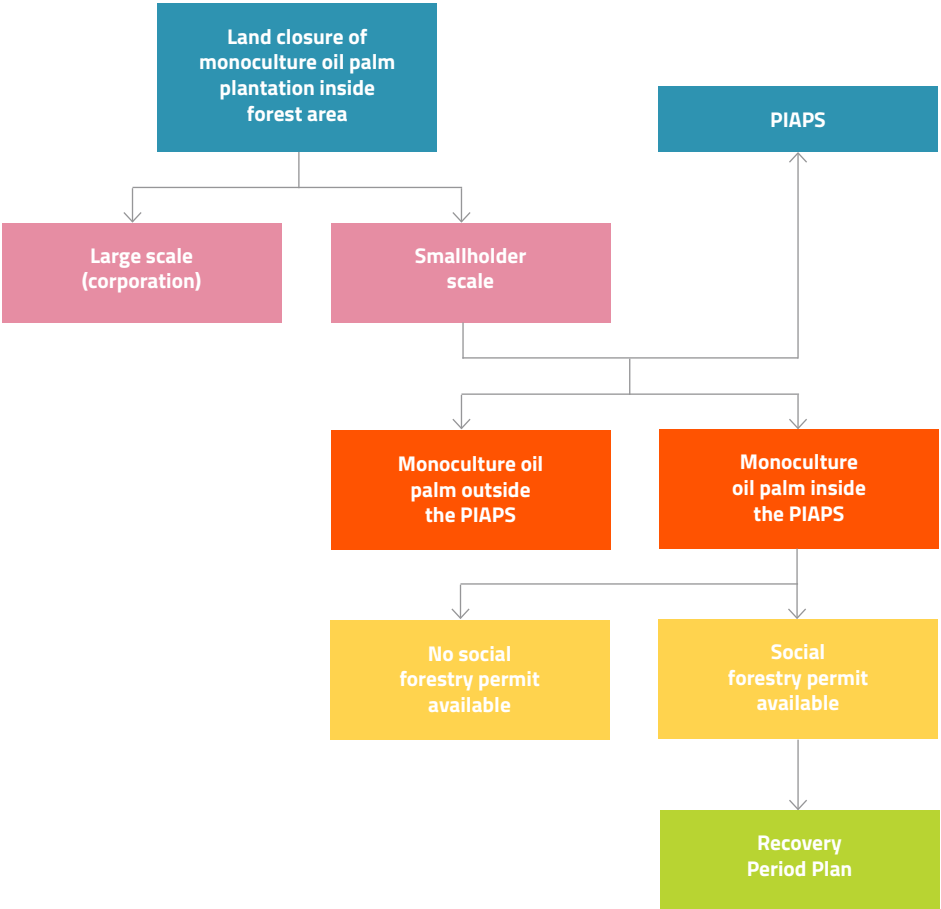 Land closure of
monoculture oil palm
plantation inside
forest area
PIAPS
Large scale
(corporation)
Smallholder
scale
Monoculture oil
palm outside
the PIAPS
Monoculture
oil palm inside
the PIAPS
No social
forestry permit
available
Social
forestry permit
available
Recovery
Period Plan